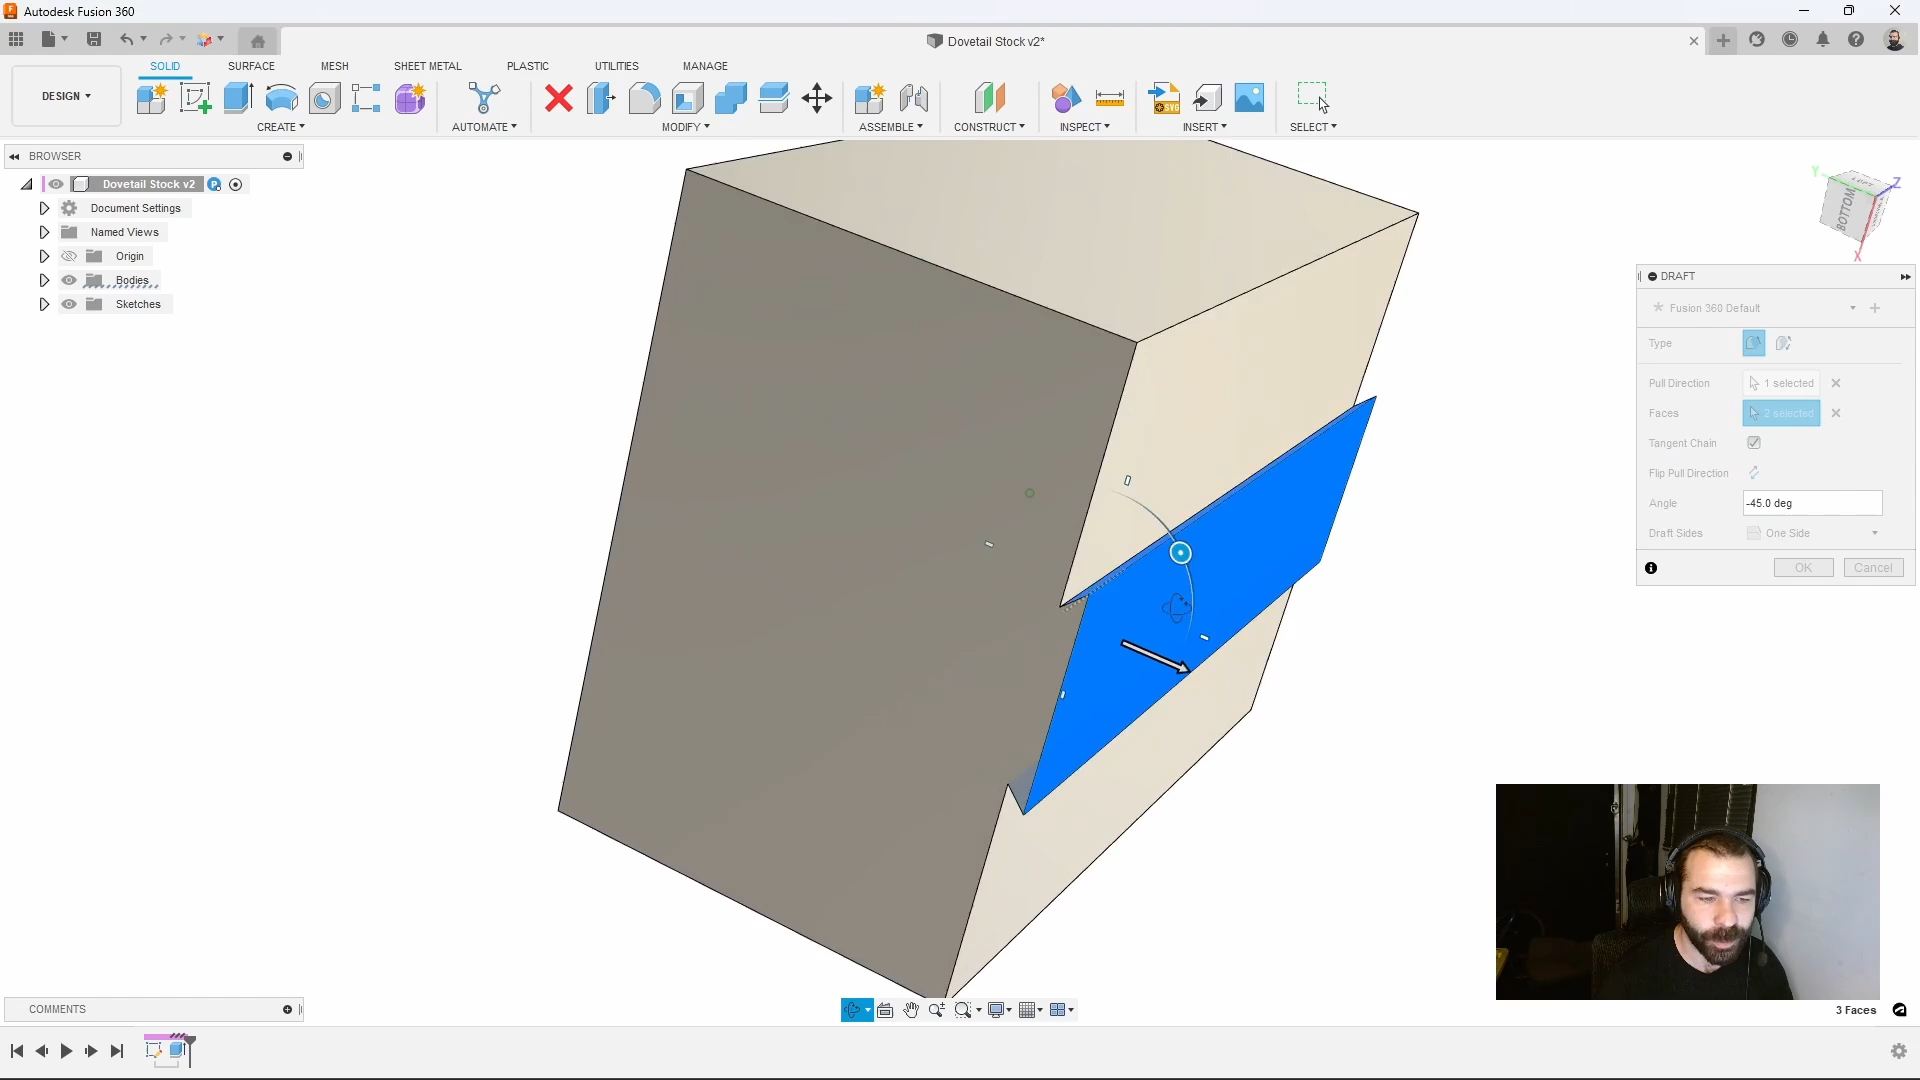 Autodesk Fusion 360
Dovetail Stock v2*
DESIGN
SOLID
SURFACE
MESH
SHEET METAL
PLASTIC
UTILITIES
MANAGE
CREATE
AUTOMATE
MODIFY
ASSEMBLE
CONSTRUCT
INSPECT
INSERT
SELECT
SVG
BROWSER
Dovetail Stock v2
Document Settings
Named Views
Origin
Bodies
Sketches
Y
Z
X
LEFT
BOTTOM
DRAFT
Fusion 360 Default
Type
Pull Direction 1 selected
Faces 2 selected
Tangent Chain
Flip Pull Direction
Angle -45.0 deg
Draft Sides One Side
OK Cancel
COMMENTS
3 Faces